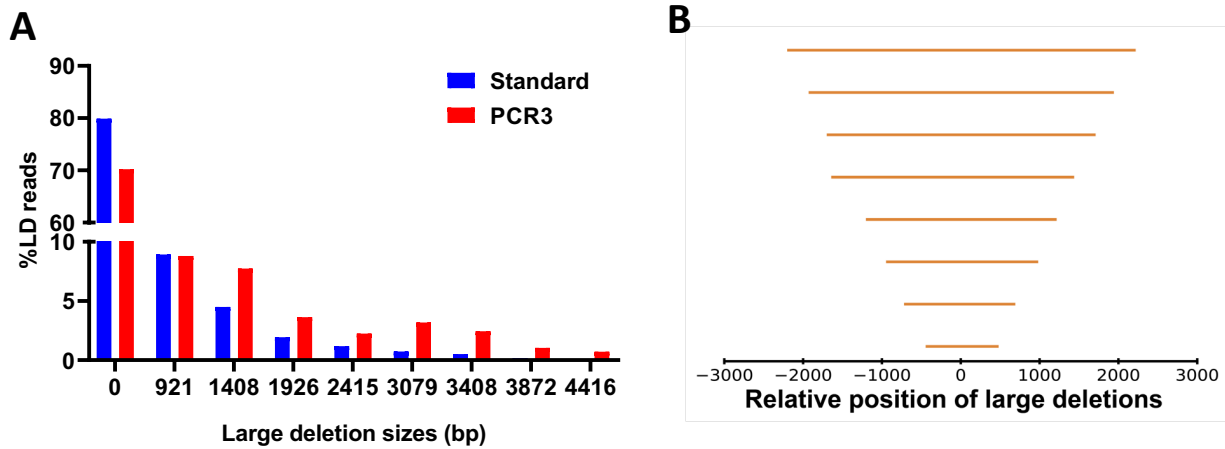 A
90
80
70
60
10
5
0
%LD reads
Standard
PCR3
0 921 1408 1926 2415 3079 3408 3872 4416
Large deletion sizes (bp)
B
−3000 −2000 −1000 0 1000 2000 3000
Relative position of large deletions